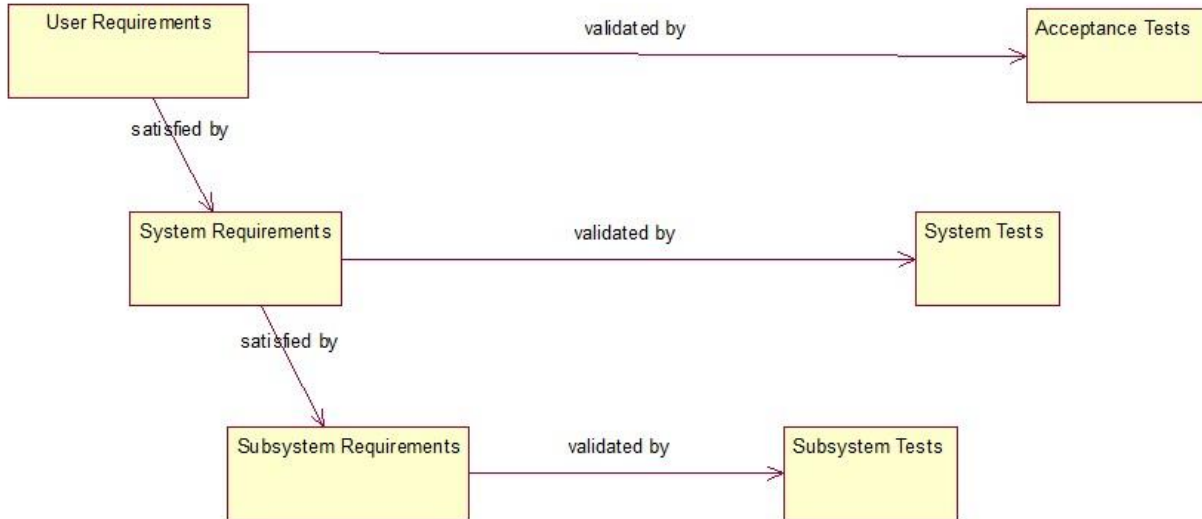 User Requirements
validated by
Acceptance Tests
satisfied by
System Requirements
validated by
System Tests
satisfied by
Subsystem Requirements
validated by
Subsystem Tests